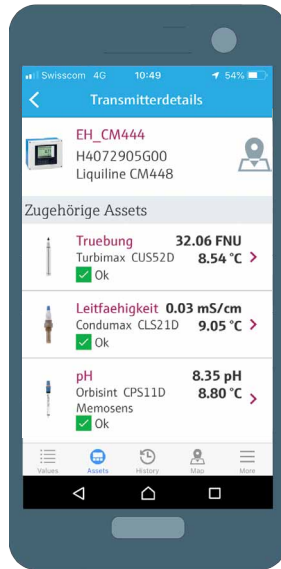 Swisscom 4G 10:49 54%
Transmitterdetails
EH_CM444
H4072905G00
Liquiline CM448
Zugehörige Assets
Truebung 32.06 FNU
Turbimax CUS52D 8.54 °C
Ok
Leitfaehigkeit 0.03 mS/cm
Condumax CLS21D 9.05 °C
Ok
pH 8.35 pH
Orbisint CPS11D 8.80 °C
Memosens
Ok
Values Assets History Map More